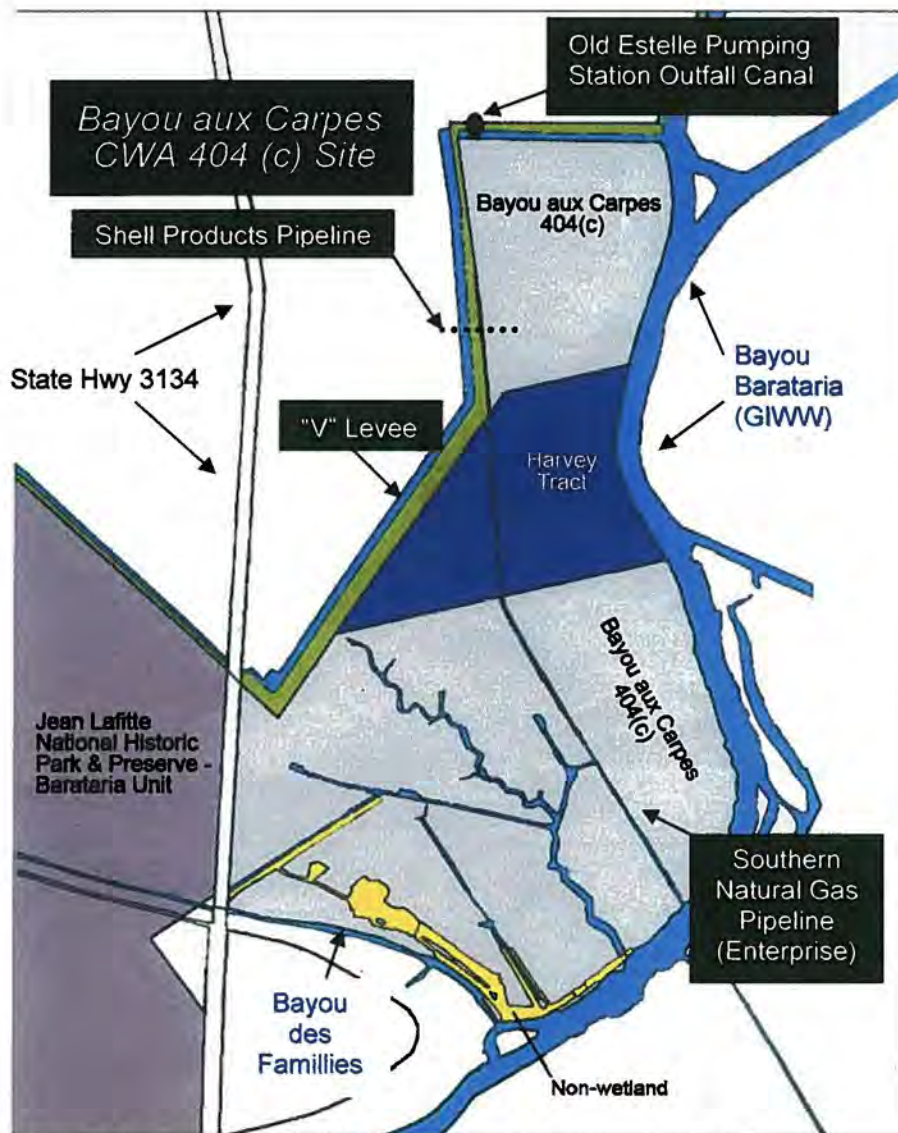 Old Estelle Pumping
Station Outfall Canal
Bayou aux Carpes
CWA 404 (c) Site
Bayou aux Carpes
404(c)
Shell Products Pipeline
State Hwy 3134
Bayou
Barataria
(GIWW)
"V" Levee
Harvey
Tract
Bayou aux Carpes
404(c)
Jean Lafitte
National Historic
Park & Preserve -
Barataria Unit
Southern
Natural Gas
Pipeline
(Enterprise)
Bayou
des
Famillies
Non-wetland